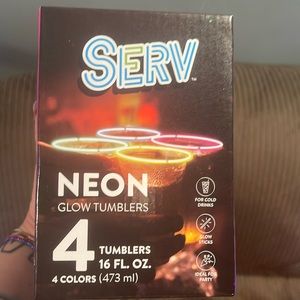 SERV™
NEON
GLOW TUMBLERS
4 TUMBLERS
16 FL. OZ.
4 COLORS (473 ml)
FOR COLD
DRINKS
GLOW
STICKS
IDEAL FOR
PARTY